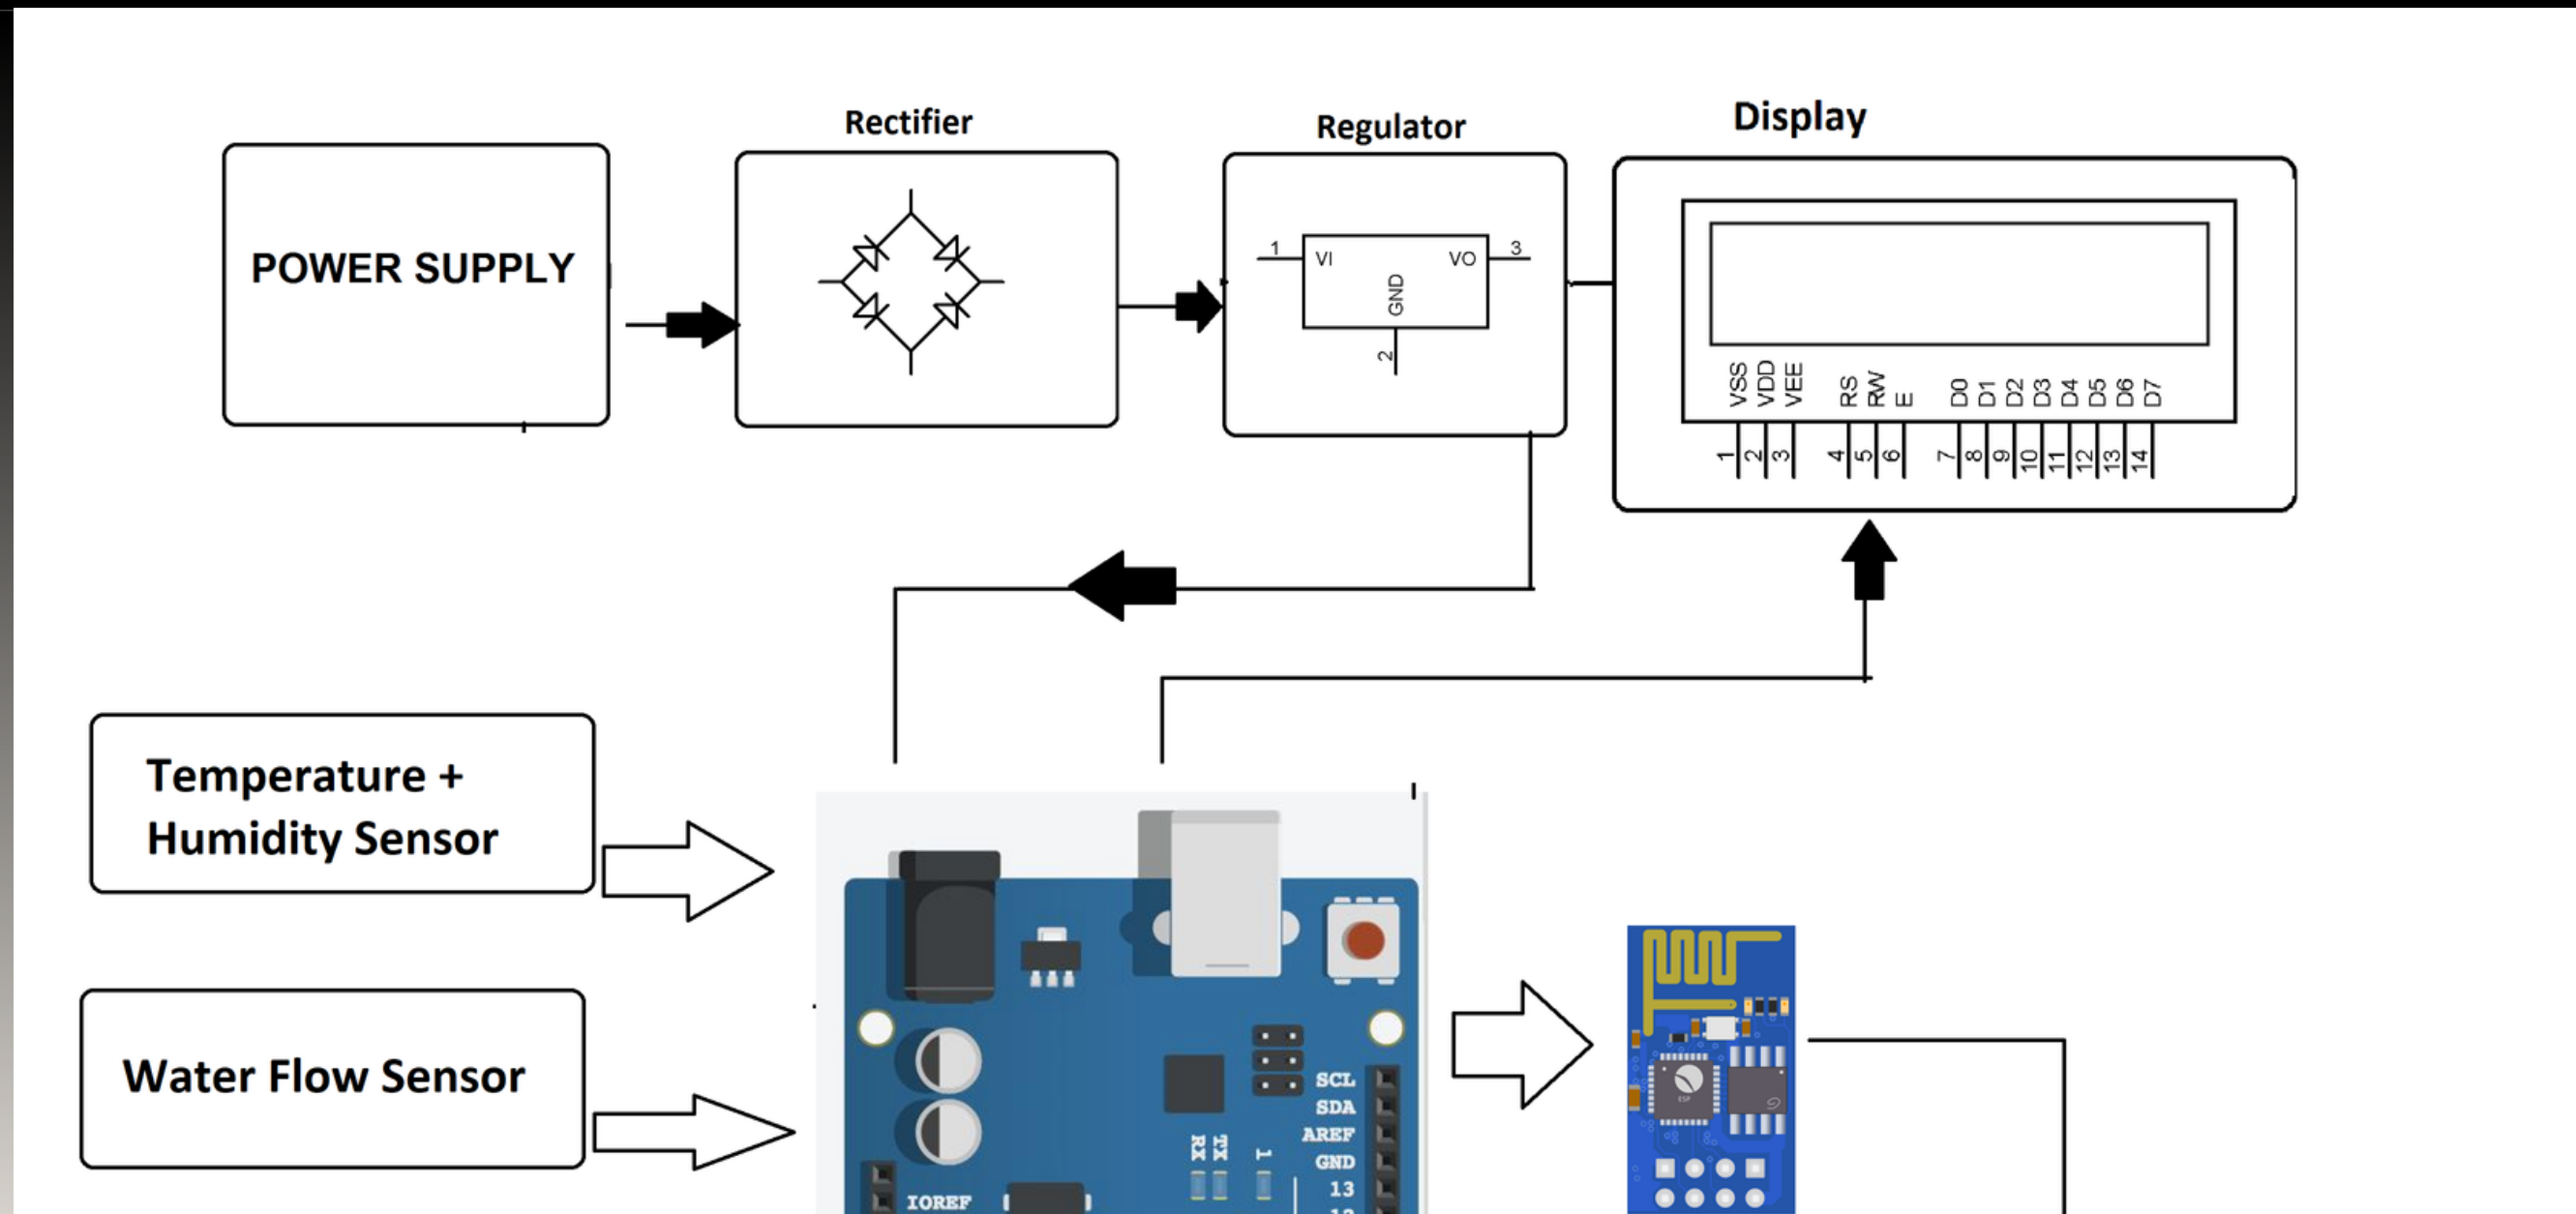 Rectifier
Regulator
Display
POWER SUPPLY
1
VI
VO
3
GND
2
VSS
VDD
VEE
RS
RW
E
D0
D1
D2
D3
D4
D5
D6
D7
1
2
3
4
5
6
7
8
9
10
11
12
13
14
Temperature +
Humidity Sensor
Water Flow Sensor
SCL
SDA
AREF
GND
13
RX
TX
1
IOREF
ESP